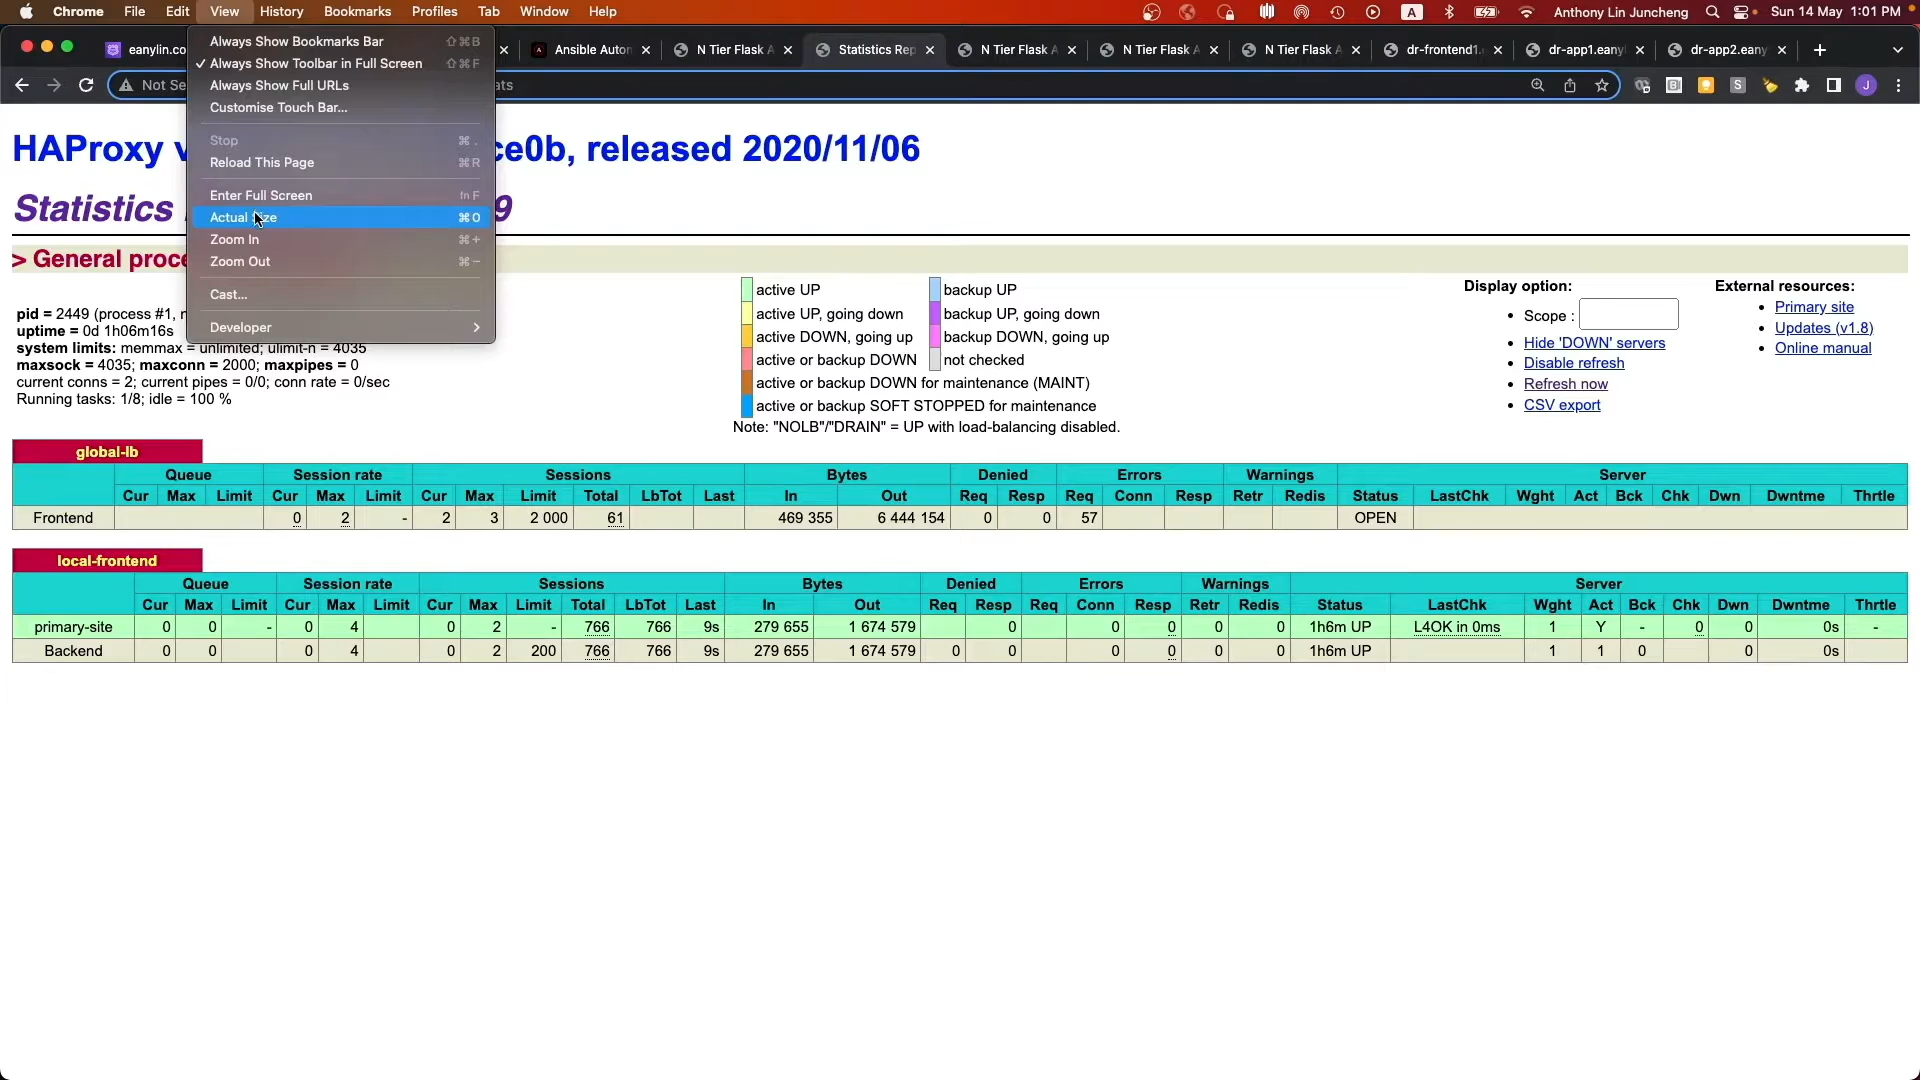 Chrome File Edit View History Bookmarks Profiles Tab Window Help A Anthony Lin Juncheng Sun 14 May 1:01 PM
eanylin.co Ansible Auton N Tier Flask A Statistics Rep N Tier Flask A N Tier Flask A N Tier Flask A dr-frontend1. dr-app1.eany dr-app2.eany
Not Se ats J
Always Show Bookmarks Bar ⇧⌘B
✓ Always Show Toolbar in Full Screen ⇧⌘F
Always Show Full URLs
Customise Touch Bar...
Stop ⌘.
Reload This Page ⌘R
Enter Full Screen fn F
Actual Size ⌘0
Zoom In ⌘+
Zoom Out ⌘−
Cast...
Developer
HAProxy v ce0b, released 2020/11/06
Statistics 9
> General proce
pid = 2449 (process #1, n
uptime = 0d 1h06m16s
system limits: memmax = unlimited; ulimit-n = 4035
maxsock = 4035; maxconn = 2000; maxpipes = 0
current conns = 2; current pipes = 0/0; conn rate = 0/sec
Running tasks: 1/8; idle = 100 %
active UP backup UP
active UP, going down backup UP, going down
active DOWN, going up backup DOWN, going up
active or backup DOWN not checked
active or backup DOWN for maintenance (MAINT)
active or backup SOFT STOPPED for maintenance
Note: "NOLB"/"DRAIN" = UP with load-balancing disabled.
Display option:
• Scope :
• Hide 'DOWN' servers
• Disable refresh
• Refresh now
• CSV export
External resources:
• Primary site
• Updates (v1.8)
• Online manual
global-lb
Queue Session rate Sessions Bytes Denied Errors Warnings Server
Cur Max Limit Cur Max Limit Cur Max Limit Total LbTot Last In Out Req Resp Req Conn Resp Retr Redis Status LastChk Wght Act Bck Chk Dwn Dwntme Thrtle
Frontend 0 2 - 2 3 2 000 61 469 355 6 444 154 0 0 57 OPEN
local-frontend
Queue Session rate Sessions Bytes Denied Errors Warnings Server
Cur Max Limit Cur Max Limit Cur Max Limit Total LbTot Last In Out Req Resp Req Conn Resp Retr Redis Status LastChk Wght Act Bck Chk Dwn Dwntme Thrtle
primary-site 0 0 - 0 4 0 2 - 766 766 9s 279 655 1 674 579 0 0 0 0 0 1h6m UP L4OK in 0ms 1 Y - 0 0 0s -
Backend 0 0 0 4 0 2 200 766 766 9s 279 655 1 674 579 0 0 0 0 0 0 1h6m UP 1 1 0 0 0s